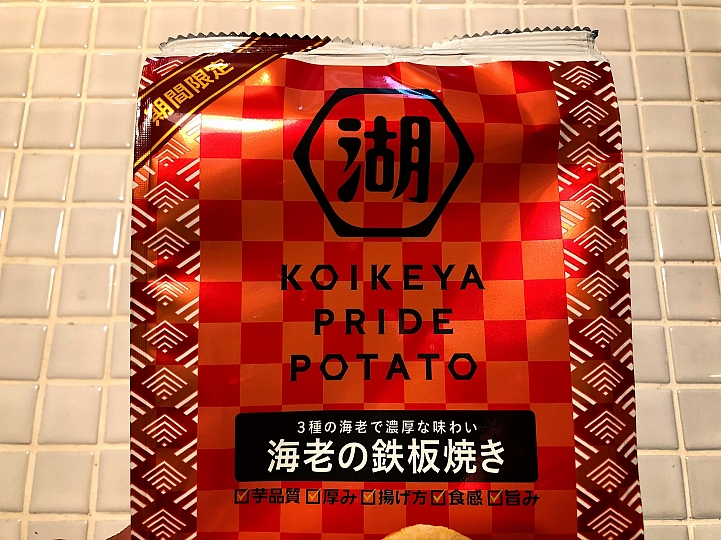 期間限定
湖
KOIKEYA
PRIDE
POTATO
3種の海老で濃厚な味わい
海老の鉄板焼き
☑芋品質 ☑厚み ☑揚げ方 ☑食感 ☑旨み